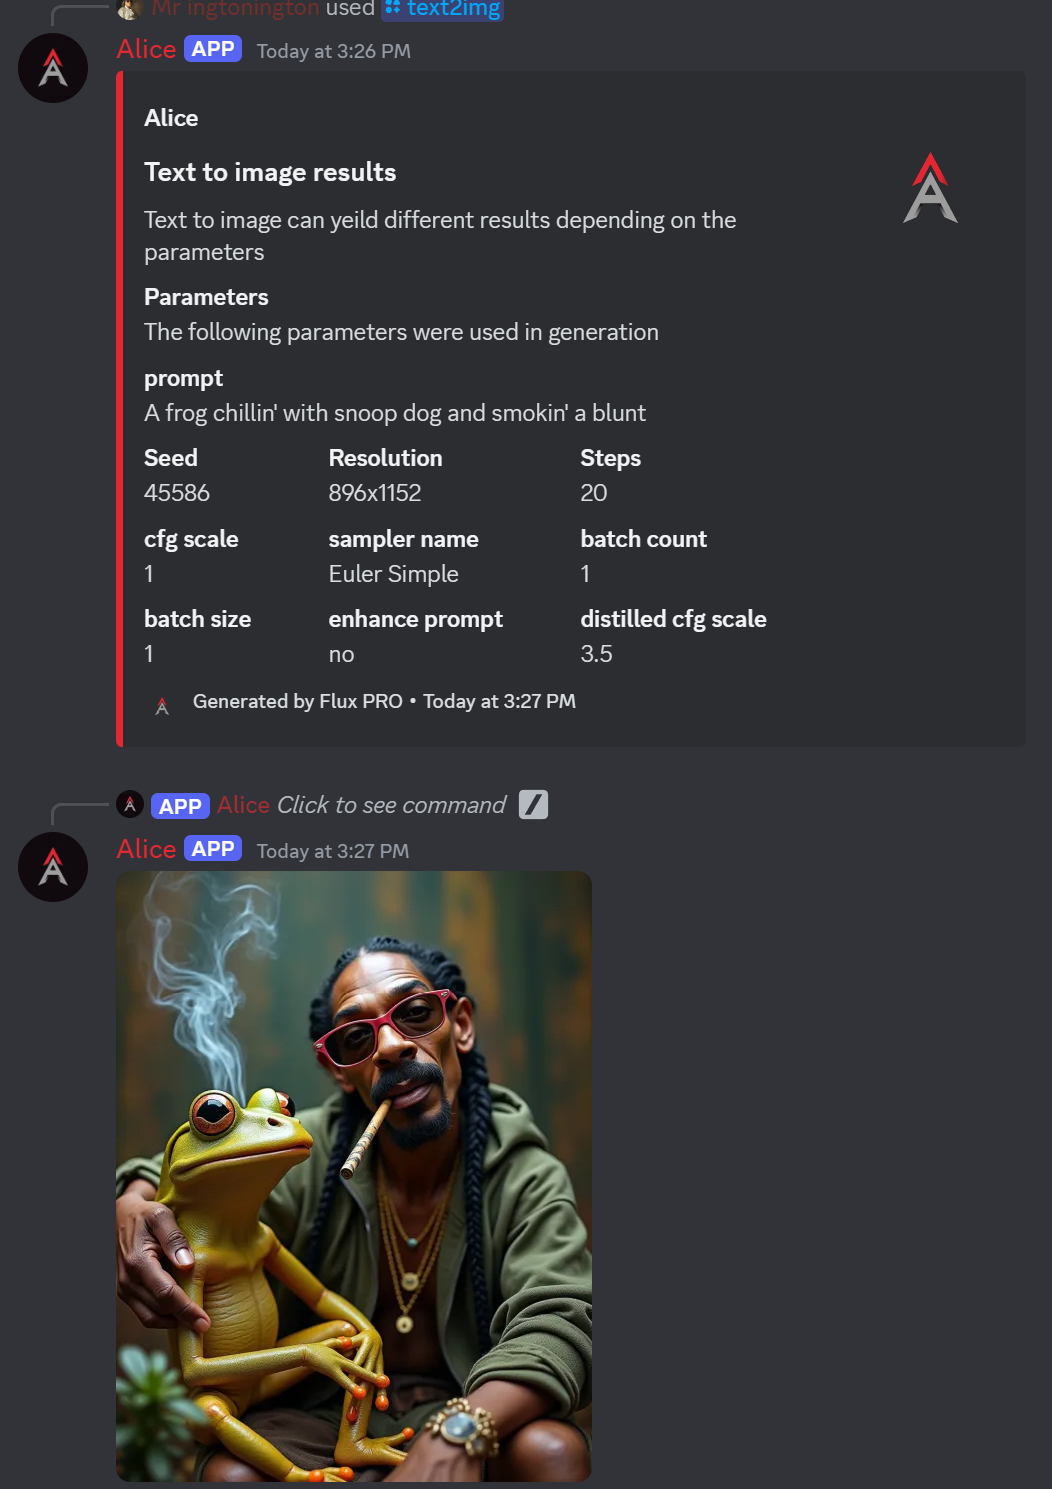 Mr ingtonington used text2img
Alice APP Today at 3:26 PM
Alice
Text to image results
Text to image can yeild different results depending on the
parameters
Parameters
The following parameters were used in generation
prompt
A frog chillin' with snoop dog and smokin' a blunt
Seed Resolution Steps
45586 896x1152 20
cfg scale sampler name batch count
1 Euler Simple 1
batch size enhance prompt distilled cfg scale
1 no 3.5
Generated by Flux PRO • Today at 3:27 PM
APP Alice Click to see command
Alice APP Today at 3:27 PM